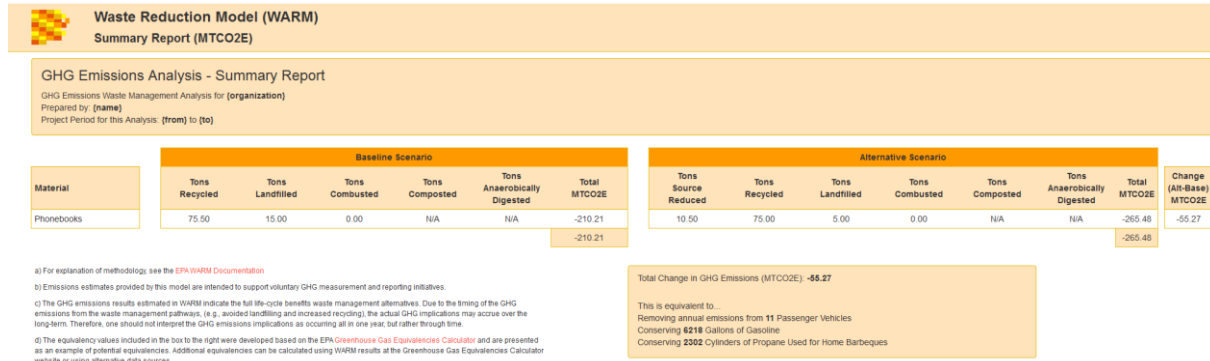 Waste Reduction Model (WARM)
Summary Report (MTCO2E)
GHG Emissions Analysis - Summary Report
GHG Emissions Waste Management Analysis for {organization}
Prepared by: {name}
Project Period for this Analysis: {from} to {to}
Baseline Scenario
Alternative Scenario
Material
Tons Recycled
Tons Landfilled
Tons Combusted
Tons Composted
Tons Anaerobically Digested
Total MTCO2E
Tons Source Reduced
Tons Recycled
Tons Landfilled
Tons Combusted
Tons Composted
Tons Anaerobically Digested
Total MTCO2E
Change (Alt-Base) MTCO2E
Phonebooks 75.50 15.00 0.00 N/A N/A -210.21 10.50 75.00 5.00 0.00 N/A N/A -265.48 -55.27
-210.21 -265.48
a) For explanation of methodology, see the EPA WARM Documentation
b) Emissions estimates provided by this model are intended to support voluntary GHG measurement and reporting initiatives.
c) The GHG emissions results estimated in WARM indicate the full life-cycle benefits waste management alternatives. Due to the timing of the GHG
emissions from the waste management pathways, (e.g., avoided landfilling and increased recycling), the actual GHG implications may accrue over the
long-term. Therefore, one should not interpret the GHG emissions implications as occurring all in one year, but rather through time.
d) The equivalency values included in the box to the right were developed based on the EPA Greenhouse Gas Equivalencies Calculator and are presented
as an example of potential equivalencies. Additional equivalencies can be calculated using WARM results at the Greenhouse Gas Equivalencies Calculator
website or using alternative data sources.
Total Change in GHG Emissions (MTCO2E): -55.27
This is equivalent to...
Removing annual emissions from 11 Passenger Vehicles
Conserving 6218 Gallons of Gasoline
Conserving 2302 Cylinders of Propane Used for Home Barbeques